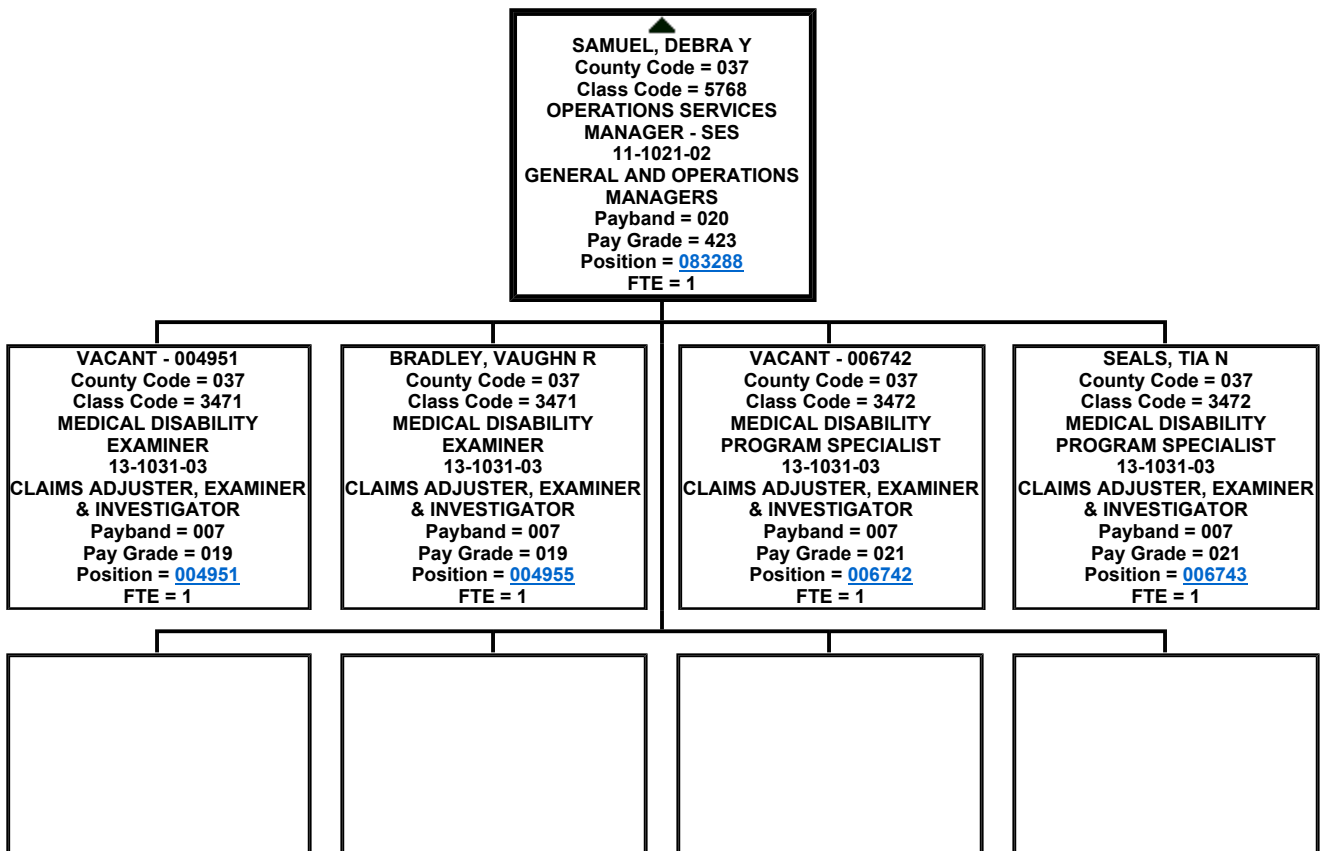 SAMUEL, DEBRA Y
County Code = 037
Class Code = 5768
OPERATIONS SERVICES
MANAGER - SES
11-1021-02
GENERAL AND OPERATIONS
MANAGERS
Payband = 020
Pay Grade = 423
Position = 083288
FTE = 1
VACANT - 004951
County Code = 037
Class Code = 3471
MEDICAL DISABILITY
EXAMINER
13-1031-03
CLAIMS ADJUSTER, EXAMINER
& INVESTIGATOR
Payband = 007
Pay Grade = 019
Position = 004951
FTE = 1
BRADLEY, VAUGHN R
County Code = 037
Class Code = 3471
MEDICAL DISABILITY
EXAMINER
13-1031-03
CLAIMS ADJUSTER, EXAMINER
& INVESTIGATOR
Payband = 007
Pay Grade = 019
Position = 004955
FTE = 1
VACANT - 006742
County Code = 037
Class Code = 3472
MEDICAL DISABILITY
PROGRAM SPECIALIST
13-1031-03
CLAIMS ADJUSTER, EXAMINER
& INVESTIGATOR
Payband = 007
Pay Grade = 021
Position = 006742
FTE = 1
SEALS, TIA N
County Code = 037
Class Code = 3472
MEDICAL DISABILITY
PROGRAM SPECIALIST
13-1031-03
CLAIMS ADJUSTER, EXAMINER
& INVESTIGATOR
Payband = 007
Pay Grade = 021
Position = 006743
FTE = 1